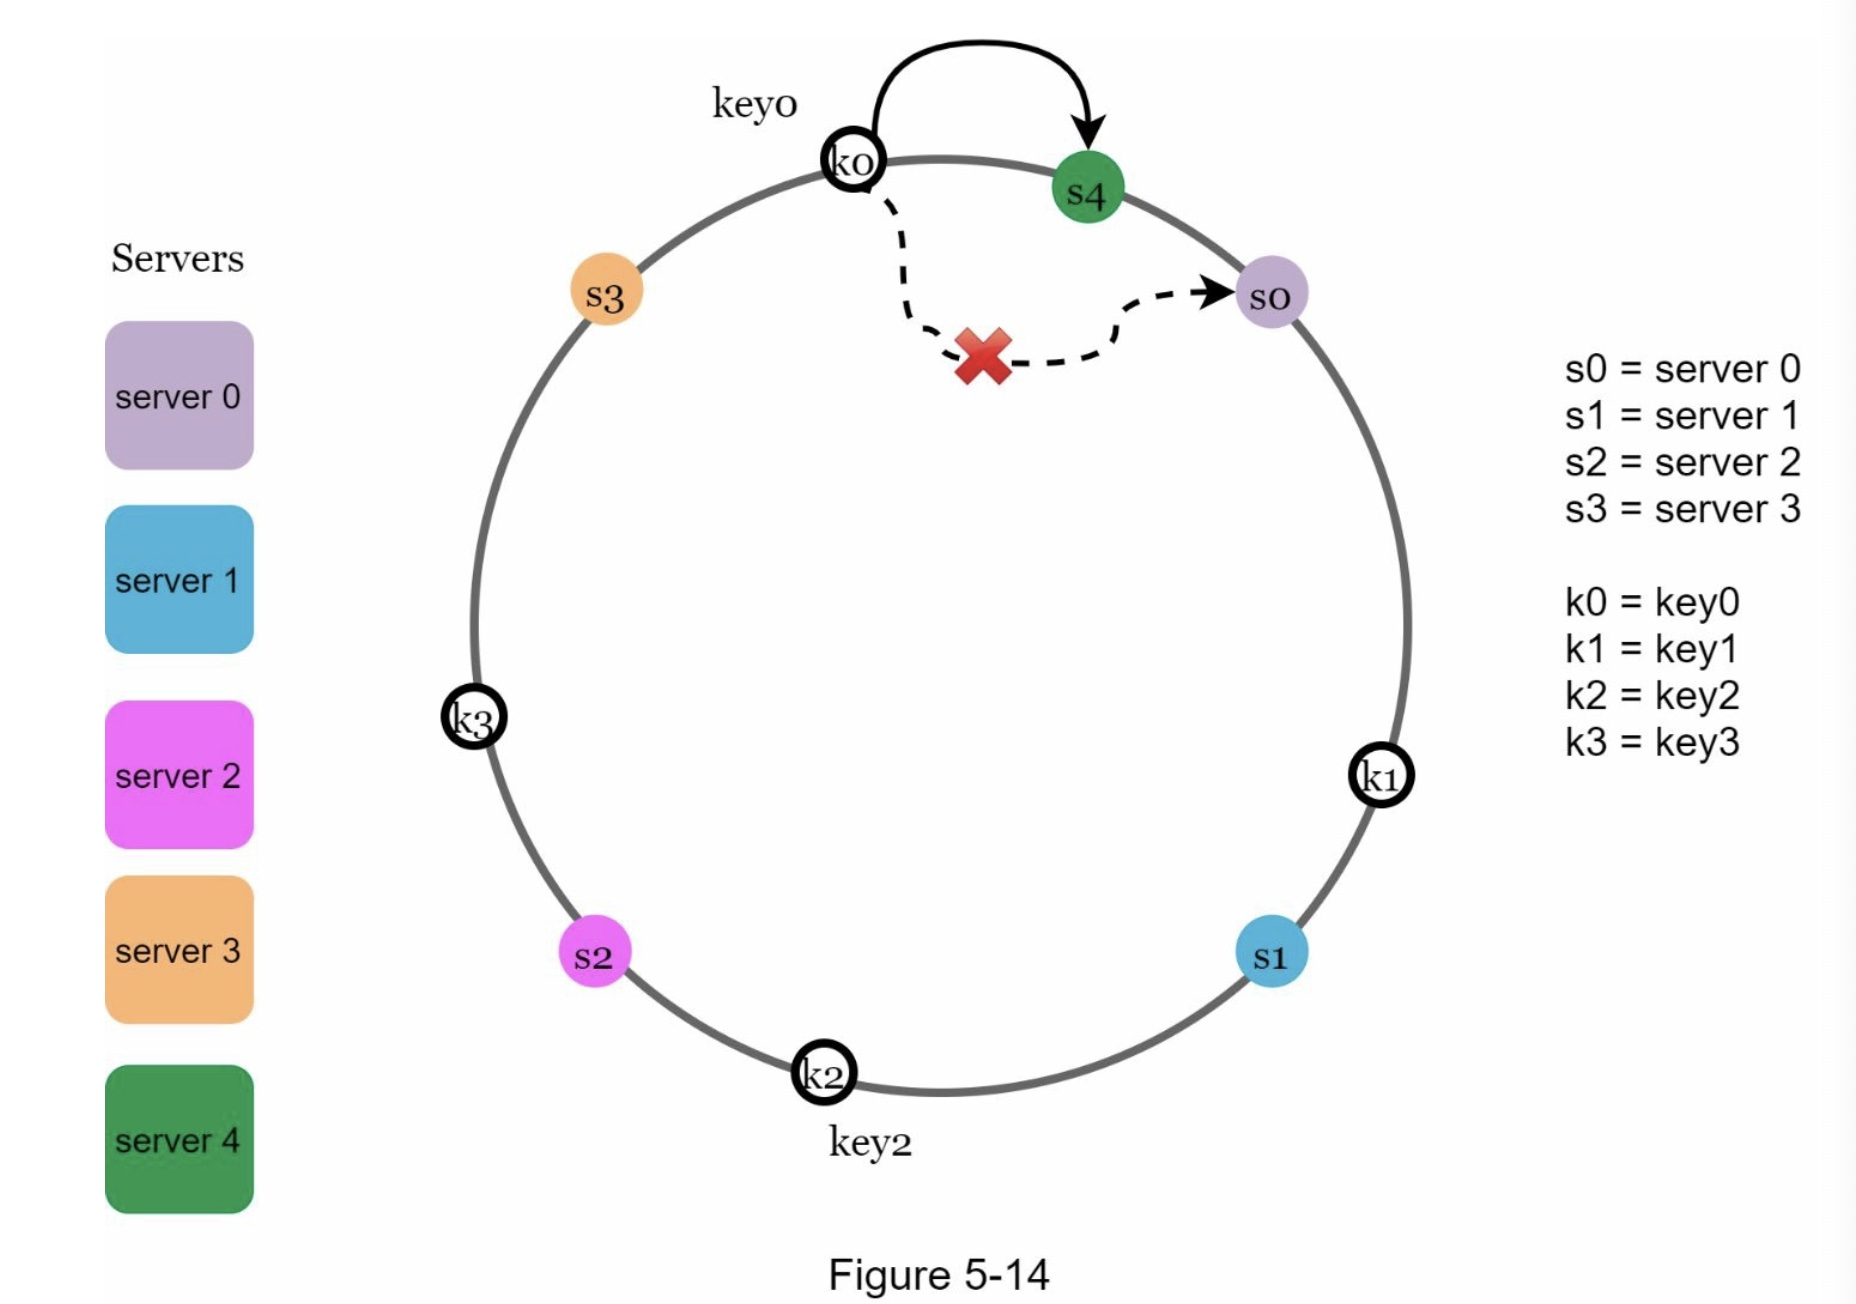 key0
k0
s4
Servers
s3
s0
server 0
s0 = server 0
s1 = server 1
s2 = server 2
server 1
s3 = server 3
k0 = key0
k1 = key1
k2 = key2
k3 = key3
k3
server 2
k1
server 3
s2
s1
k2
server 4
key2
Figure 5-14